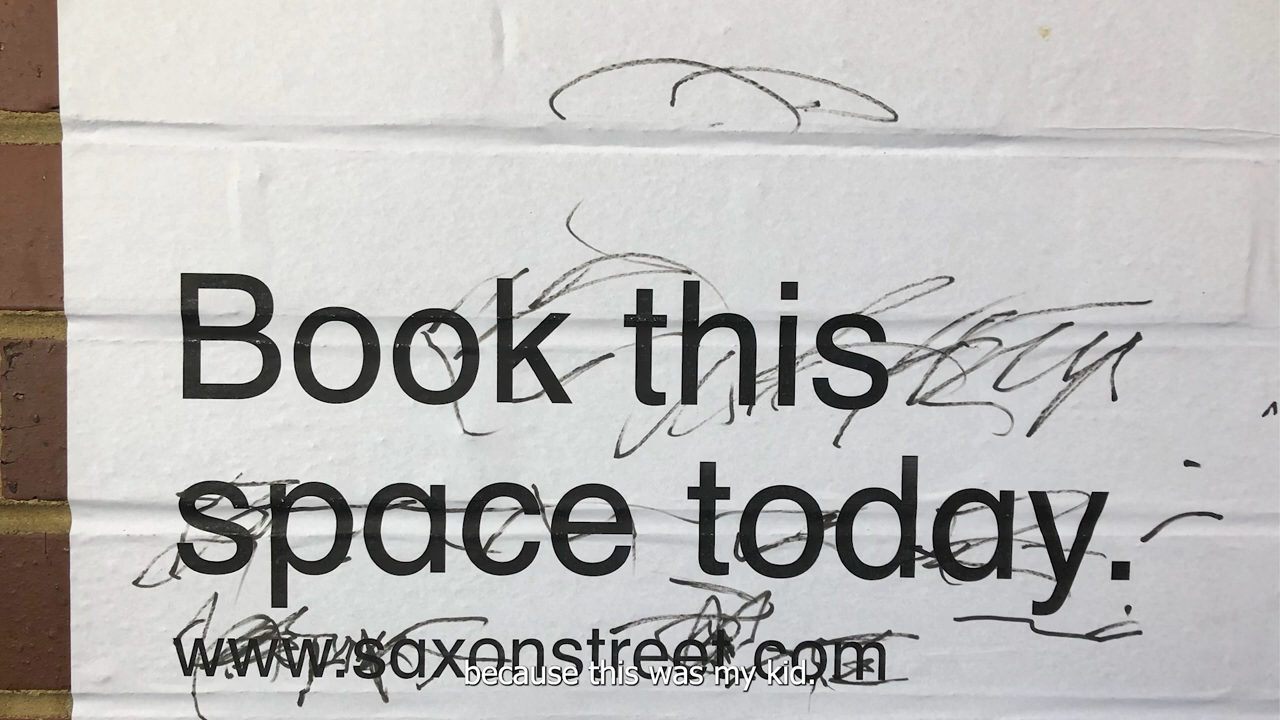 Book this
space today.
www.saxonstreet.com
because this was my kid.